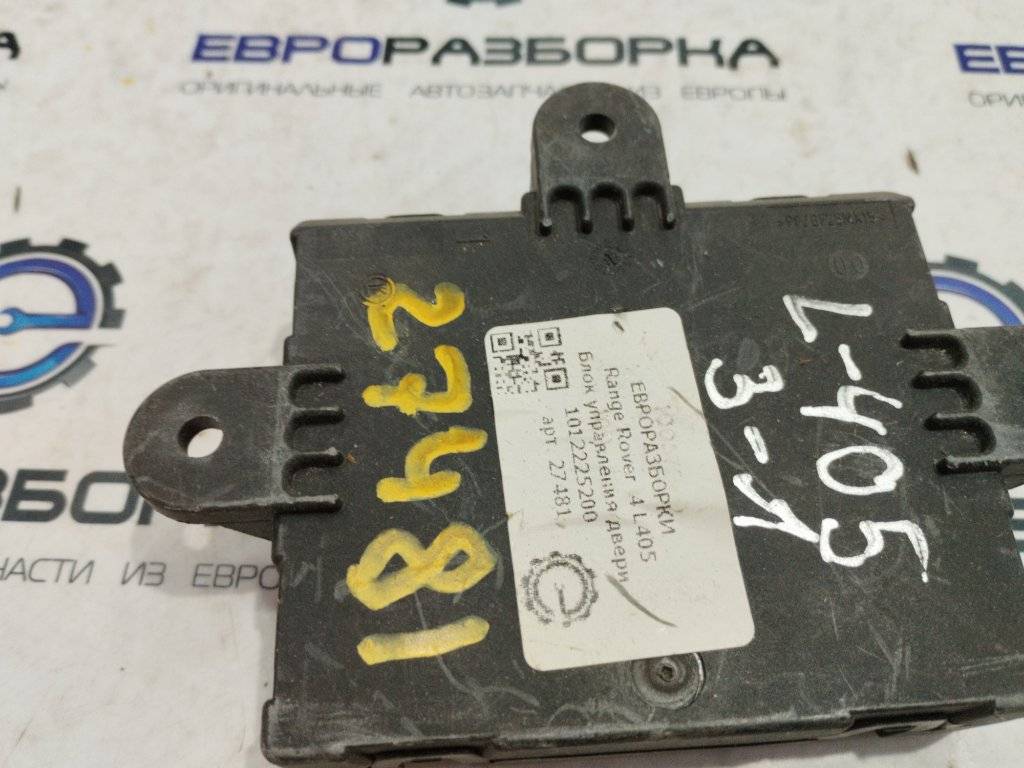 ЕВРОРАЗБОРКА
ОРИГИНАЛЬНЫЕ АВТОЗАПЧАСТИ ИЗ ЕВРОПЫ
ЕВРОРАЗБОРКИ
Range Rover 4 L405
Блок управления двери
1012225200
арт. 27481
27481
L-405
3-1